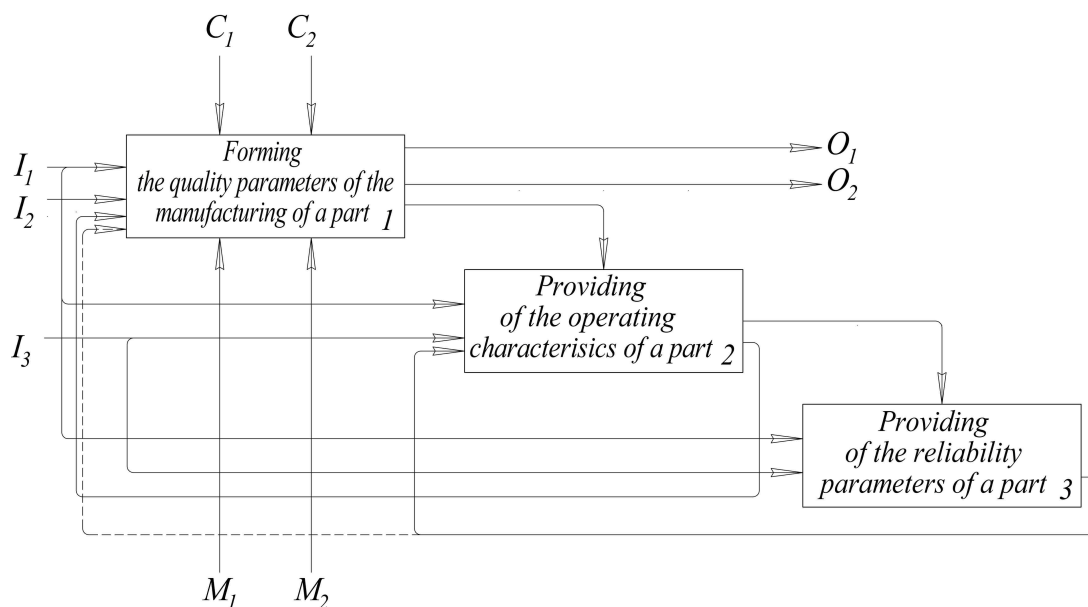 C1 C2
Forming
the quality parameters of the
manufacturing of a part 1
I1
I2
O1
O2
Providing
of the operating
characterisics of a part 2
I3
Providing
of the reliability
parameters of a part 3
M1 M2